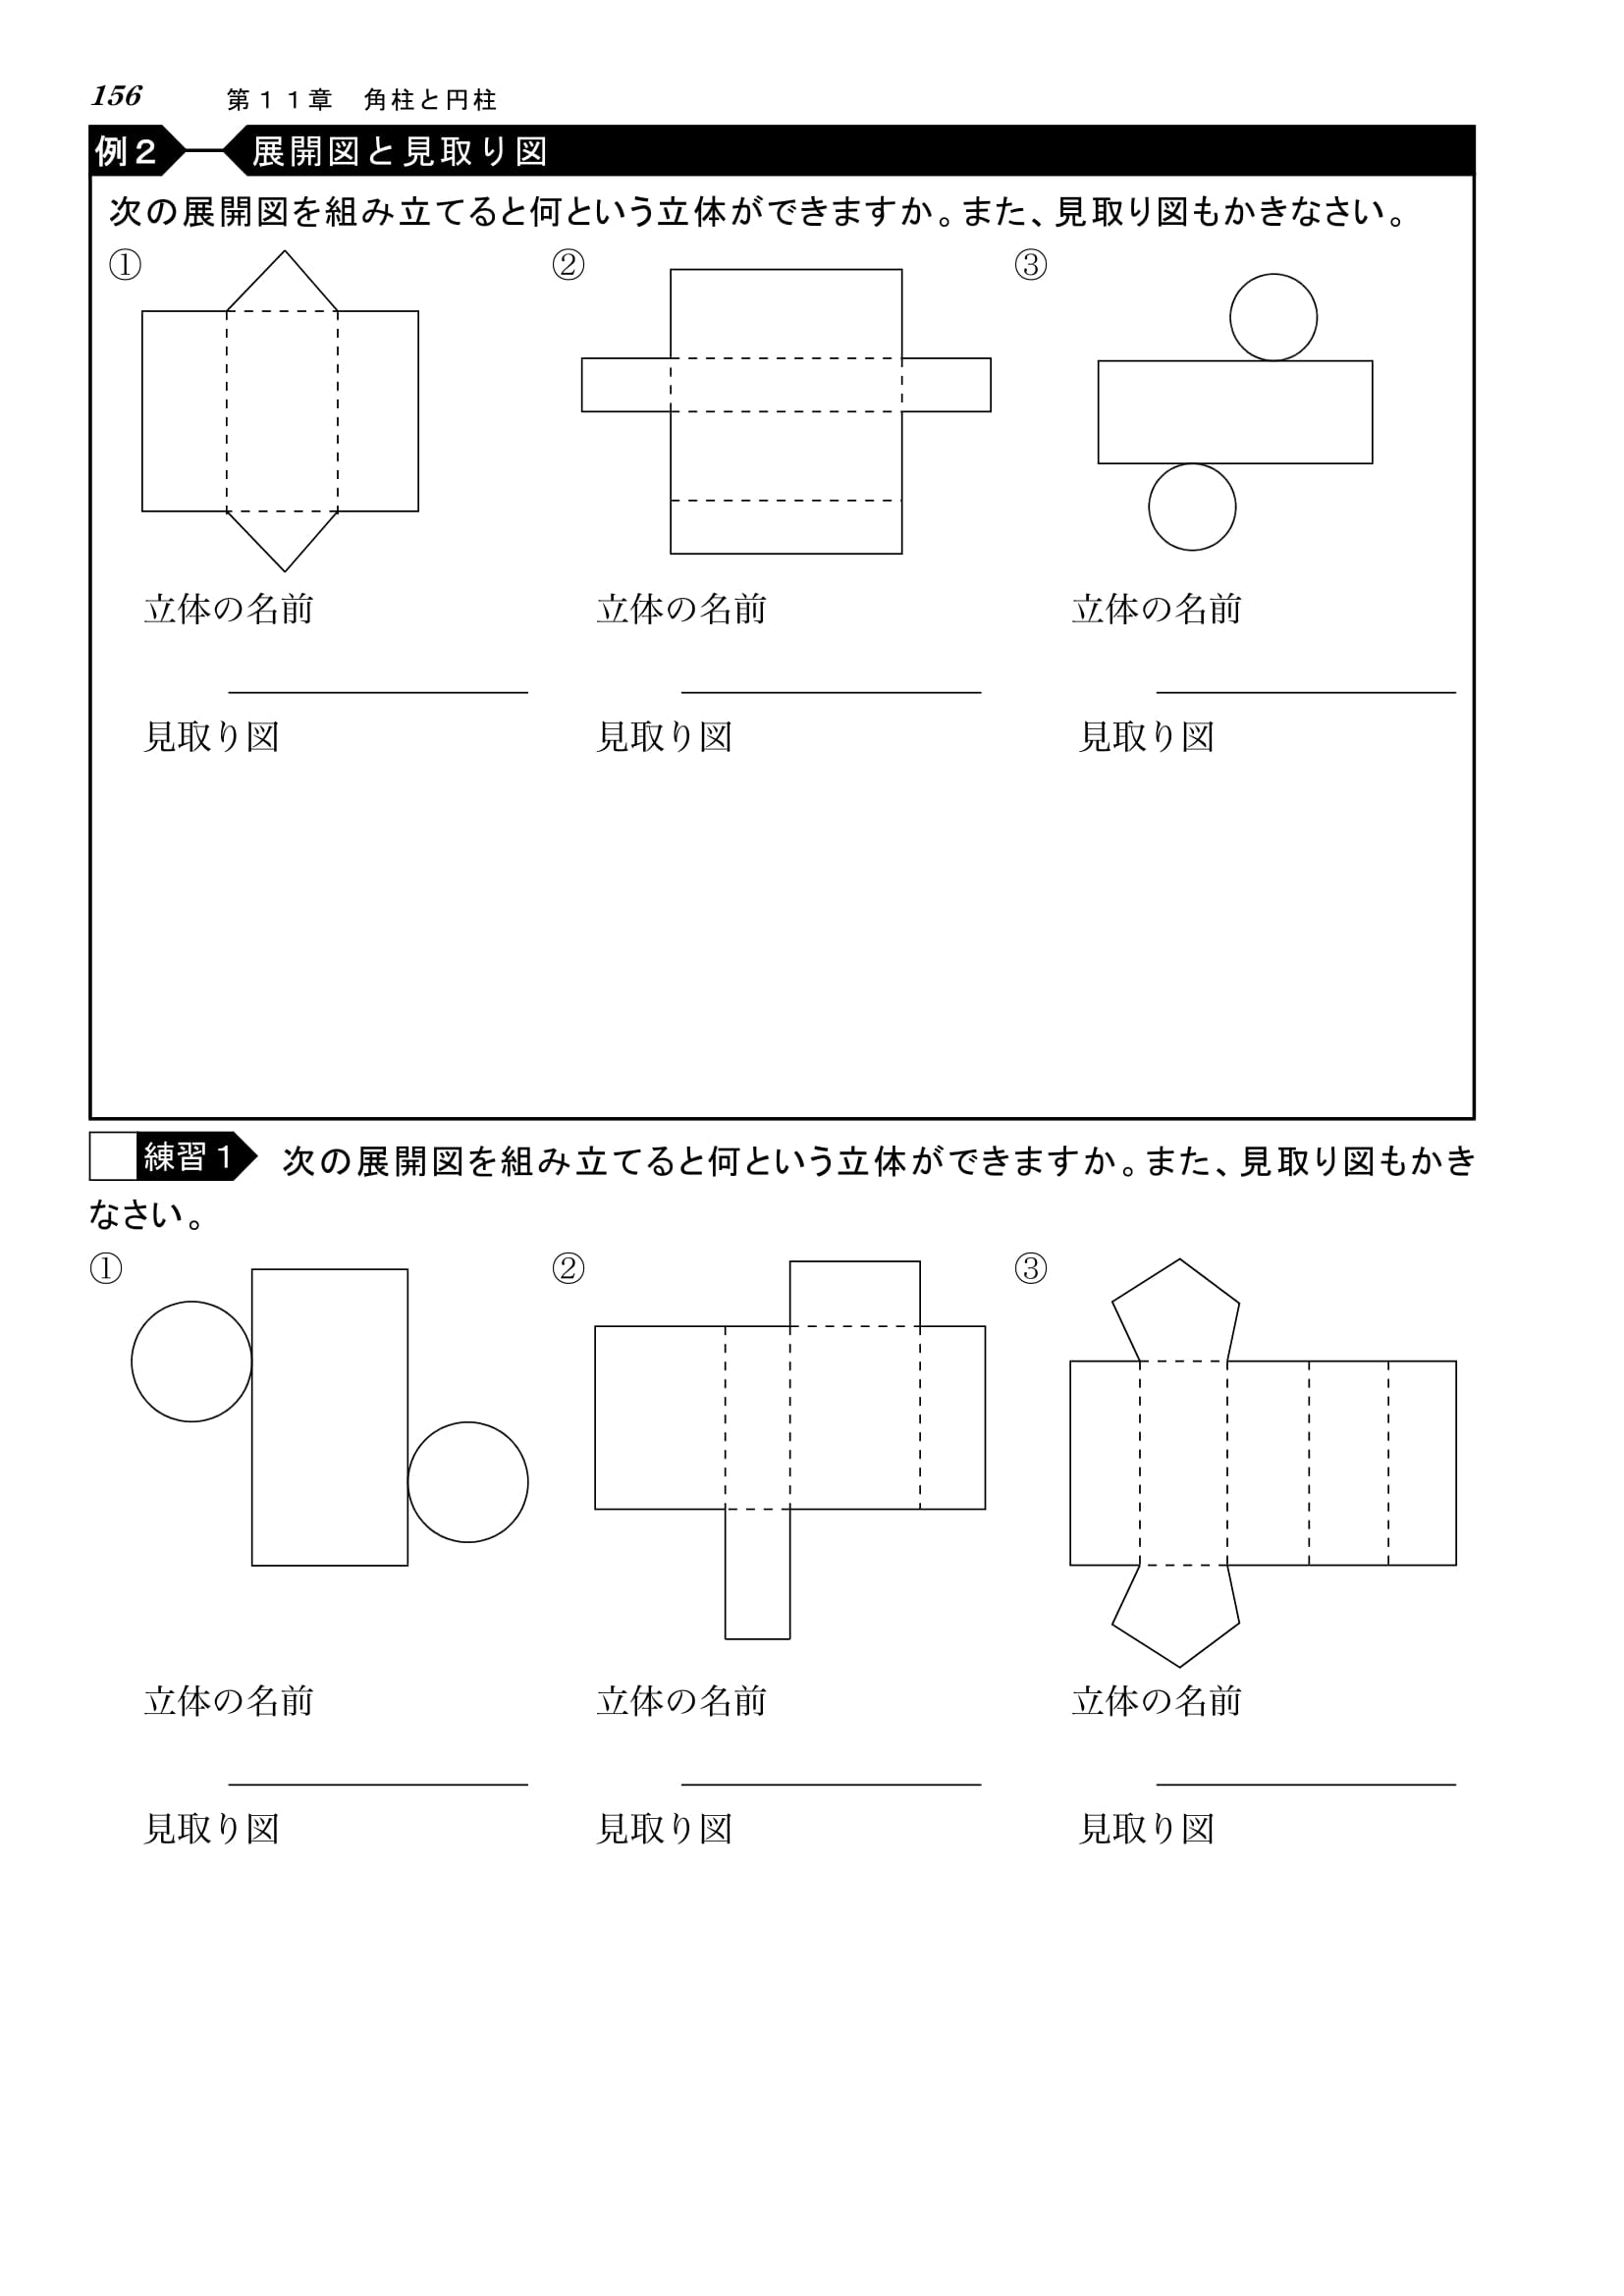 156 第１１章　角柱と円柱
例２ 展開図と見取り図
次の展開図を組み立てると何という立体ができますか。また、見取り図もかきなさい。
① ② ③
立体の名前 立体の名前 立体の名前
見取り図 見取り図 見取り図
練習１ 次の展開図を組み立てると何という立体ができますか。また、見取り図もかき
なさい。
① ② ③
立体の名前 立体の名前 立体の名前
見取り図 見取り図 見取り図